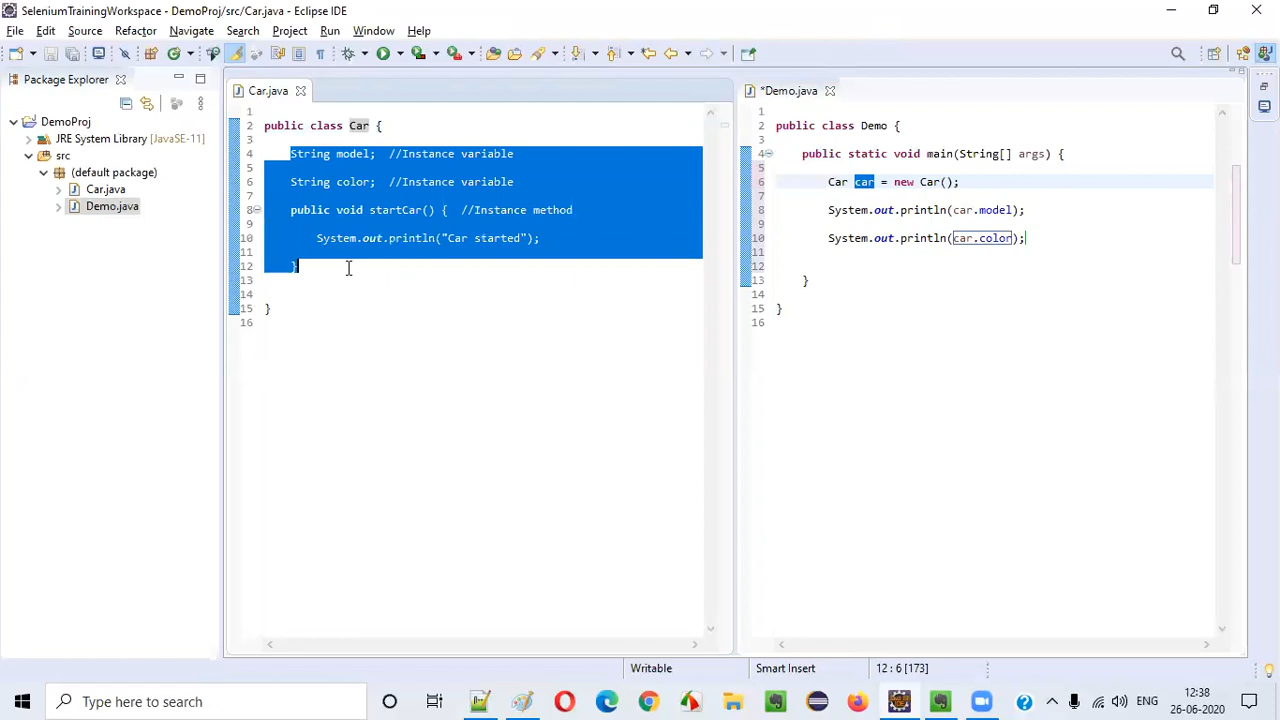 SeleniumTrainingWorkspace - DemoProj/src/Car.java - Eclipse IDE
File Edit Source Refactor Navigate Search Project Run Window Help
Package Explorer
DemoProj
JRE System Library [JavaSE-11]
src
(default package)
Car.java
Demo.java
Car.java
1
2 public class Car {
3
4 String model; //Instance variable
5
6 String color; //Instance variable
7
8 public void startCar() { //Instance method
9
10 System.out.println("Car started");
11
12 }
13
14
15 }
16
*Demo.java
1
2 public class Demo {
3
4 public static void main(String[] args) {
5
6 Car car = new Car();
7
8 System.out.println(car.model);
9
10 System.out.println(car.color);
11
12
13 }
14
15 }
16
Writable Smart Insert 12 : 6 [173]
Type here to search
ENG
12:38
26-06-2020